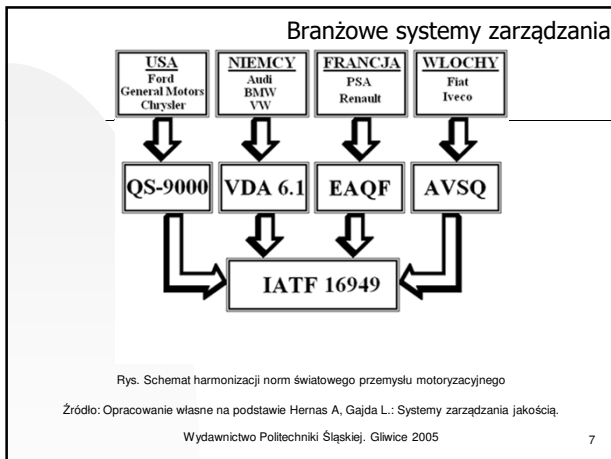 Branżowe systemy zarządzania
USA
Ford
General Motors
Chrysler
NIEMCY
Audi
BMW
VW
FRANCJA
PSA
Renault
WŁOCHY
Fiat
Iveco
QS-9000
VDA 6.1
EAQF
AVSQ
IATF 16949
Rys. Schemat harmonizacji norm światowego przemysłu motoryzacyjnego
Źródło: Opracowanie własne na podstawie Hernas A, Gajda L.: Systemy zarządzania jakością.
Wydawnictwo Politechniki Śląskiej. Gliwice 2005
7